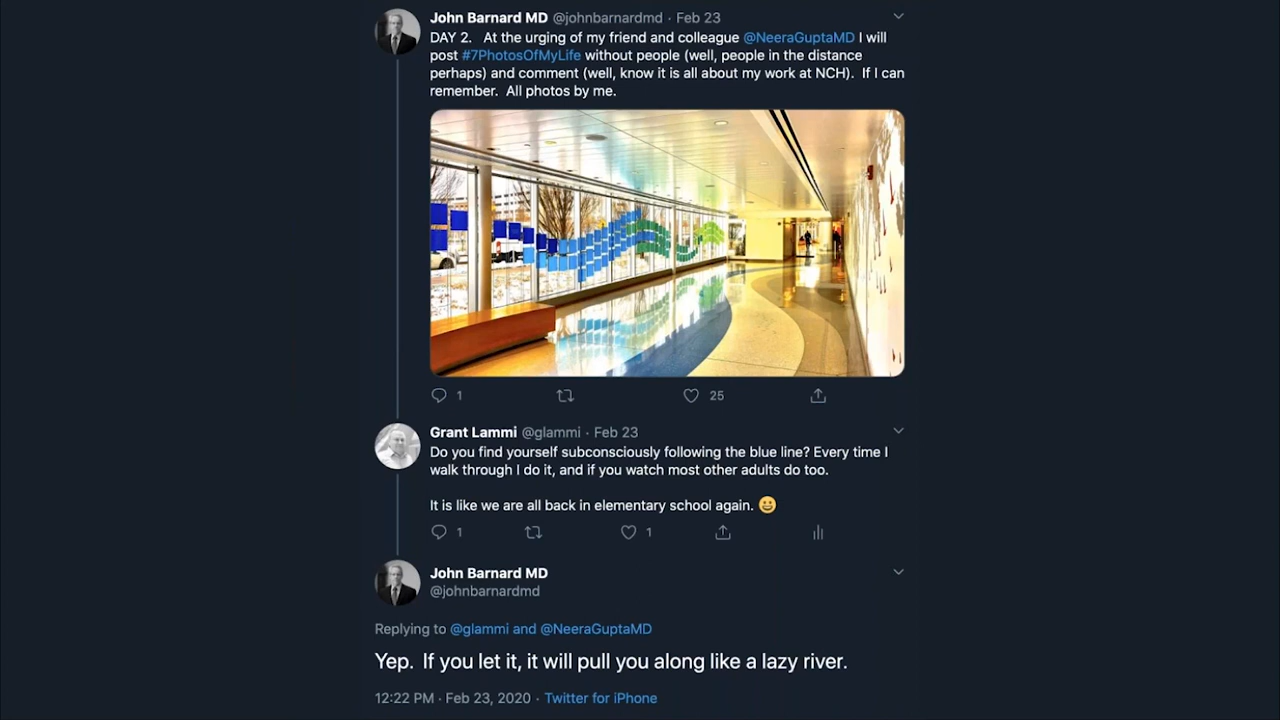 John Barnard MD @johnbarnardmd · Feb 23
DAY 2.   At the urging of my friend and colleague @NeeraGuptaMD I will
post #7PhotosOfMyLife without people (well, people in the distance
perhaps) and comment (well, know it is all about my work at NCH).  If I can
remember.  All photos by me.
1 25
Grant Lammi @glammi · Feb 23
Do you find yourself subconsciously following the blue line? Every time I
walk through I do it, and if you watch most other adults do too.
It is like we are all back in elementary school again. 😀
1 1
John Barnard MD
@johnbarnardmd
Replying to @glammi and @NeeraGuptaMD
Yep.  If you let it, it will pull you along like a lazy river.
12:22 PM · Feb 23, 2020 · Twitter for iPhone